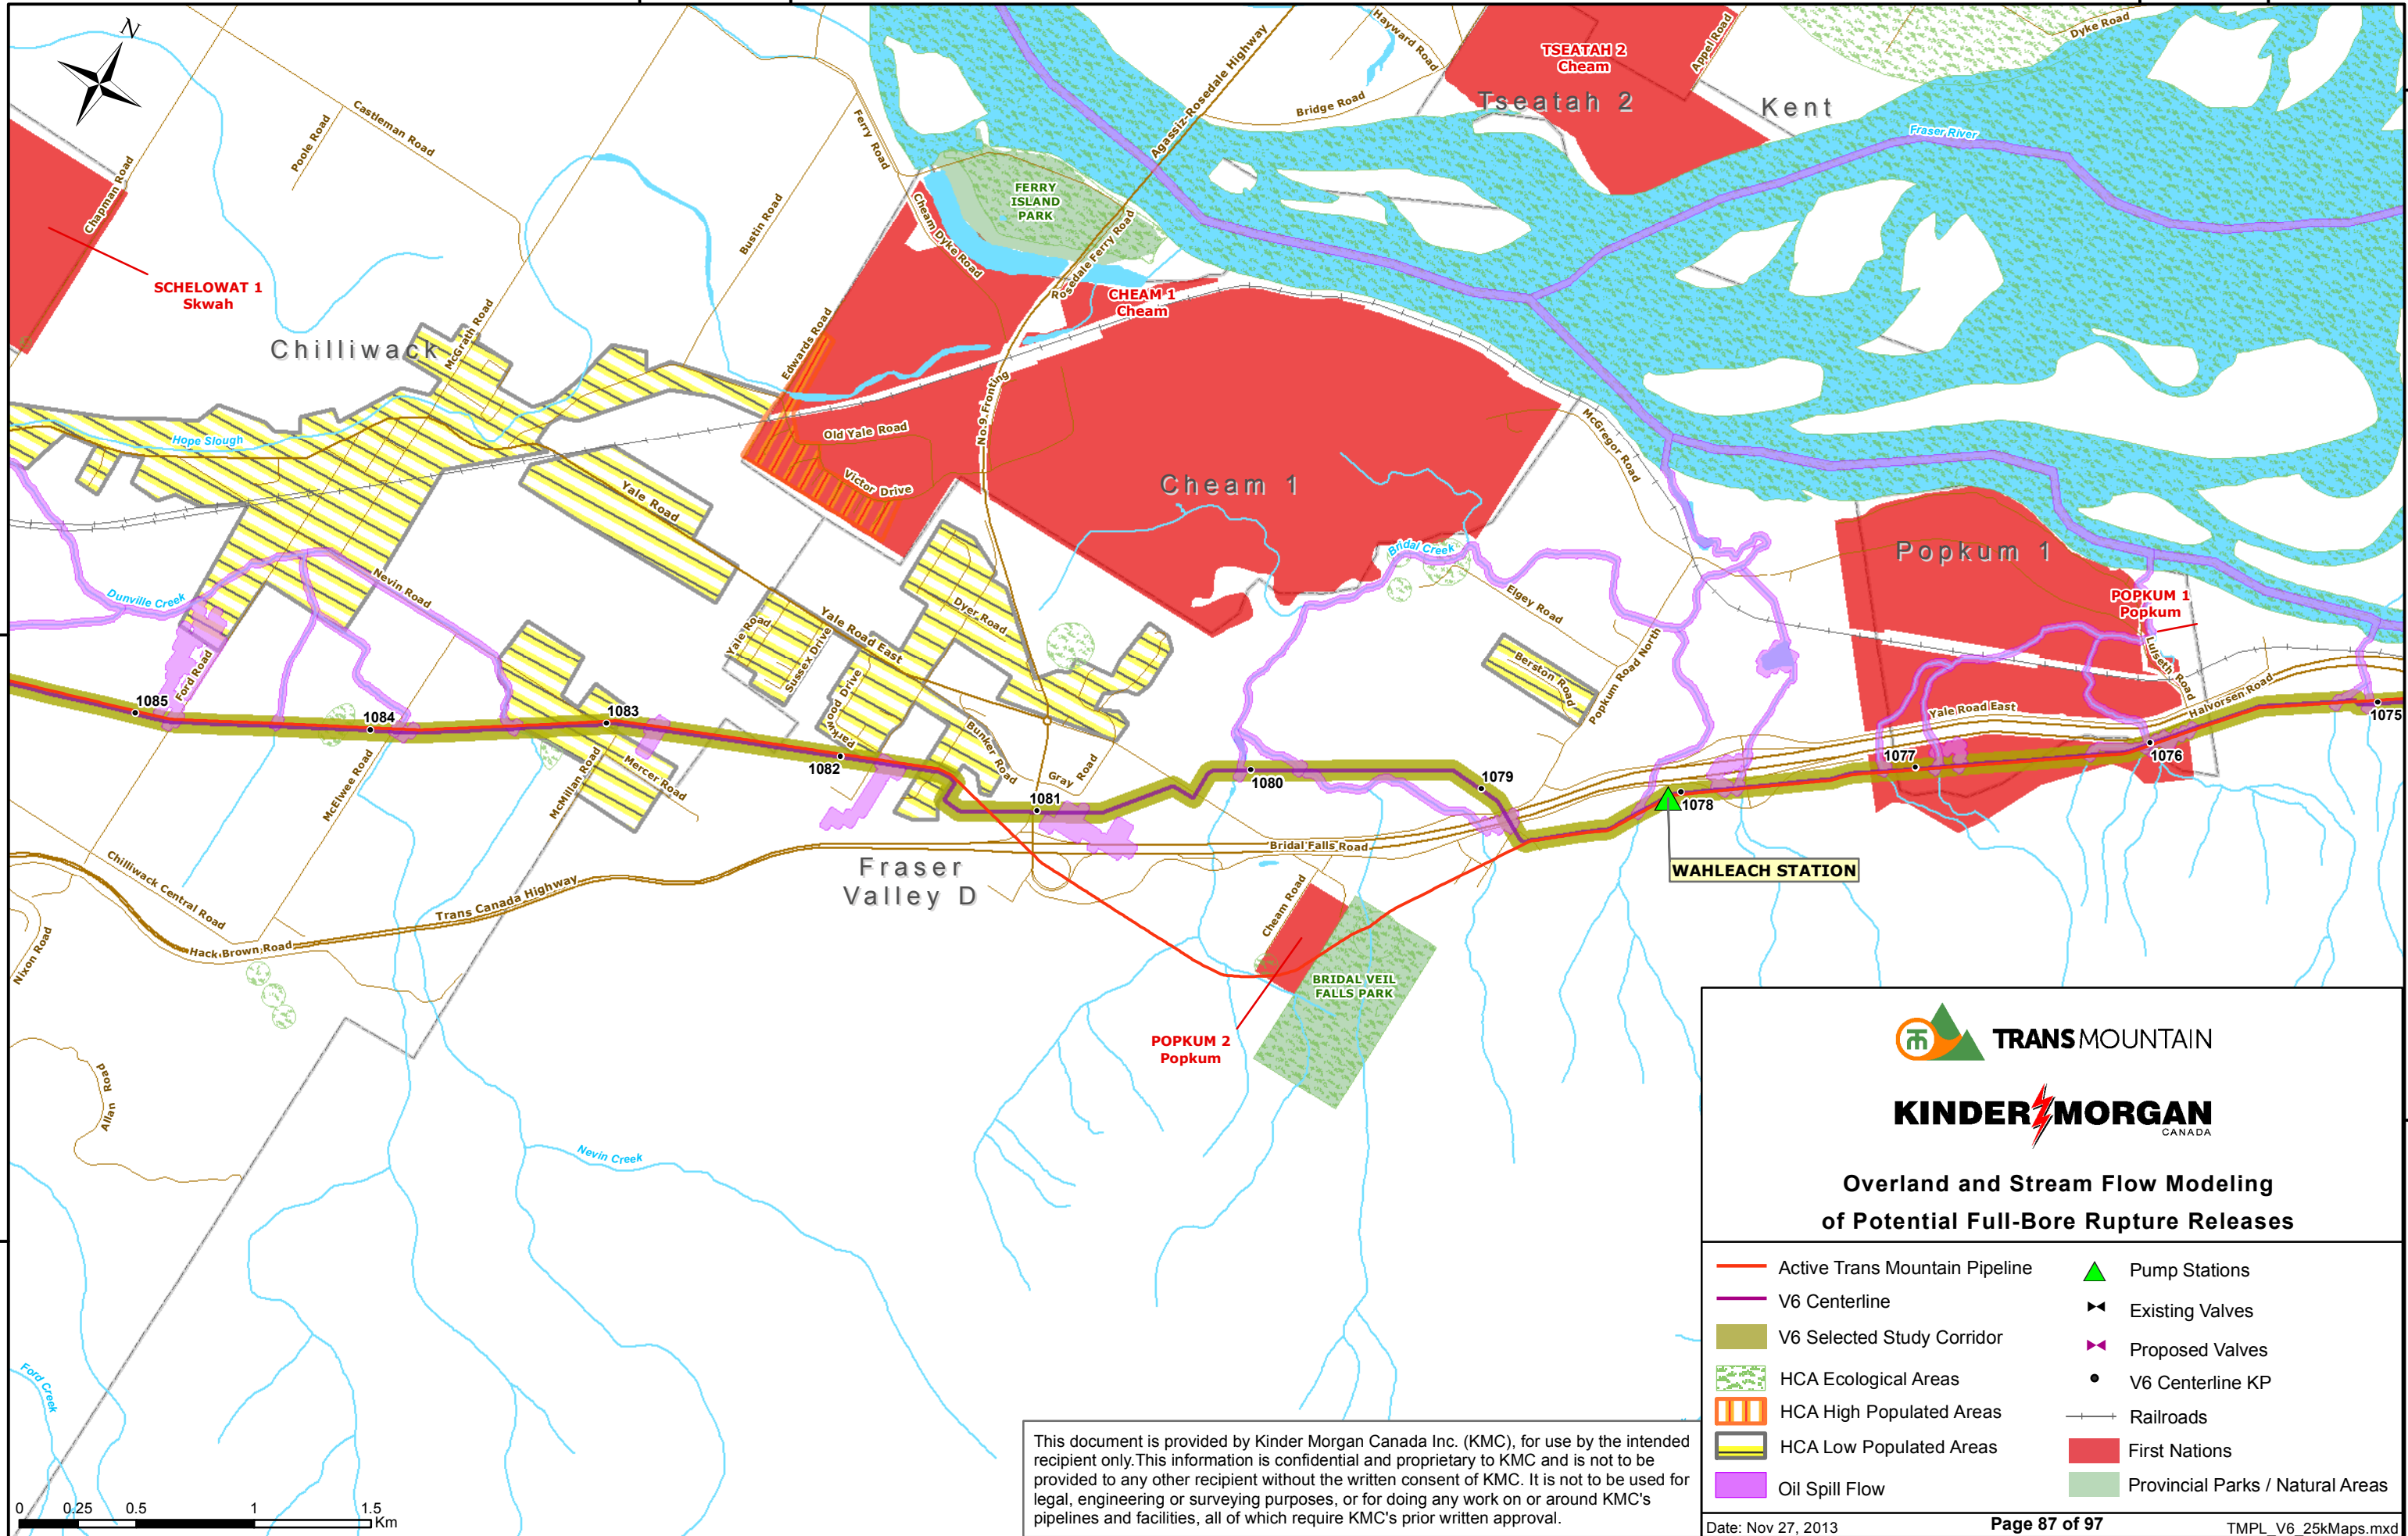 N
Hayward Road
Agassiz-Rosedale Highway
TSEATAH 2
Cheam
Appel Road
Dyke Road
Bridge Road
Tseatah 2
Kent
Fraser River
Castleman Road
Poole Road
Ferry Road
Chapman Road
FERRY
ISLAND
PARK
Bustin Road
Cheam Dyke Road
Rosedale Ferry Road
SCHELOWAT 1
Skwah
CHEAM 1
Cheam
McGrath Road
Edwards Road
Chilliwack
No.9 Fronting
Hope Slough
Old Yale Road
McGregor Road
Victor Drive
Cheam 1
Yale Road
Bridal Creek
Popkum 1
Nevin Road
Dunville Creek
Elgey Road
POPKUM 1
Popkum
Dyer Road
Yale Road
Sussex Drive
Yale Road East
Berston Road
Popkum Road North
Luiseth Road
Ford Road
Parkwood Drive
Halvorsen Road
Yale Road East
1085
1084
1083
1082
1081
1080
1079
1078
1077
1076
1075
Bunker Road
Gray Road
McElwee Road
McMillan Road
Mercer Road
Bridal Falls Road
WAHLEACH STATION
Fraser
Valley D
Chilliwack Central Road
Trans Canada Highway
Cheam Road
Hack Brown Road
Nixon Road
BRIDAL VEIL
FALLS PARK
POPKUM 2
Popkum
Allan Road
Nevin Creek
Ford Creek
TRANSMOUNTAIN
KINDER MORGAN
CANADA
Overland and Stream Flow Modeling
of Potential Full-Bore Rupture Releases
Active Trans Mountain Pipeline
V6 Centerline
V6 Selected Study Corridor
HCA Ecological Areas
HCA High Populated Areas
HCA Low Populated Areas
Oil Spill Flow
Pump Stations
Existing Valves
Proposed Valves
V6 Centerline KP
Railroads
First Nations
Provincial Parks / Natural Areas
This document is provided by Kinder Morgan Canada Inc. (KMC), for use by the intended
recipient only.This information is confidential and proprietary to KMC and is not to be
provided to any other recipient without the written consent of KMC. It is not to be used for
legal, engineering or surveying purposes, or for doing any work on or around KMC's
pipelines and facilities, all of which require KMC's prior written approval.
0 0.25 0.5 1 1.5
Km
Date: Nov 27, 2013
Page 87 of 97
TMPL_V6_25kMaps.mxd